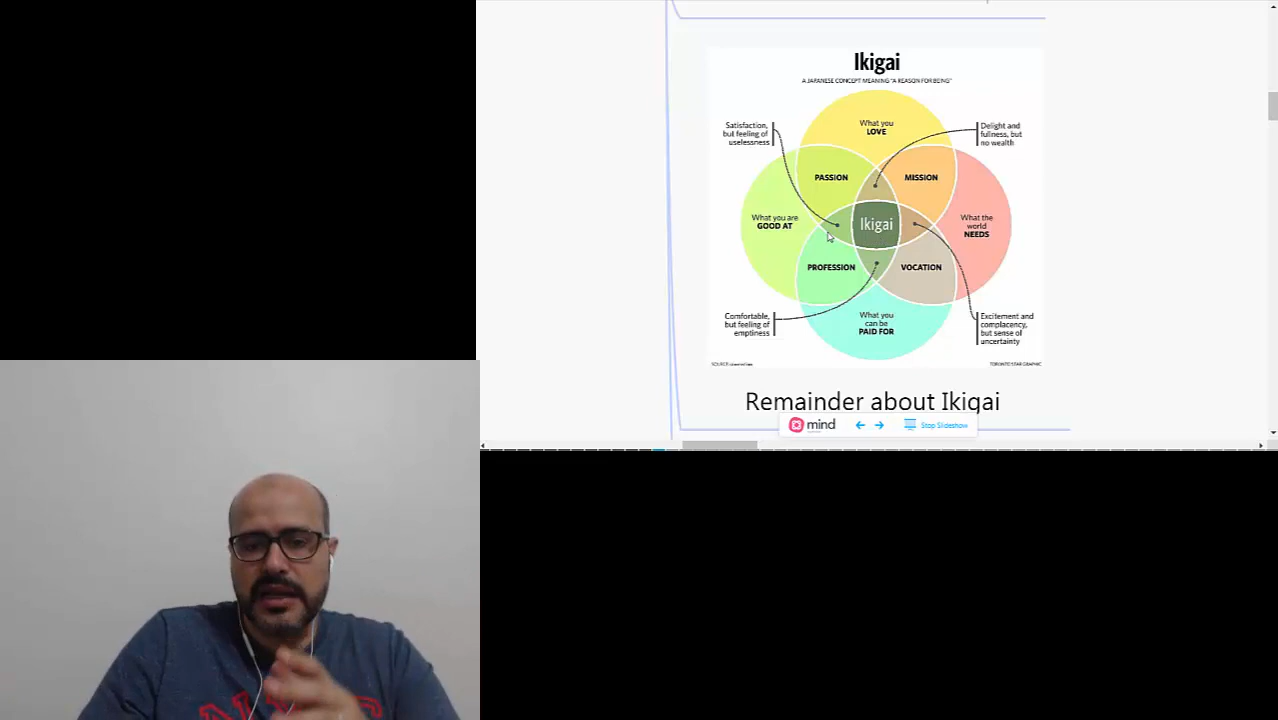 Ikigai
A JAPANESE CONCEPT MEANING "A REASON FOR BEING"
Satisfaction,
but feeling of
uselessness
What you
LOVE
Delight and
fullness, but
no wealth
PASSION
MISSION
What you are
GOOD AT
Ikigai
What the
world
NEEDS
PROFESSION
VOCATION
Comfortable,
but feeling of
emptiness
What you
can be
PAID FOR
Excitement and
complacency,
but sense of
uncertainty
TORONTO STAR GRAPHIC
Remainder about Ikigai
mind
Stop Slideshow